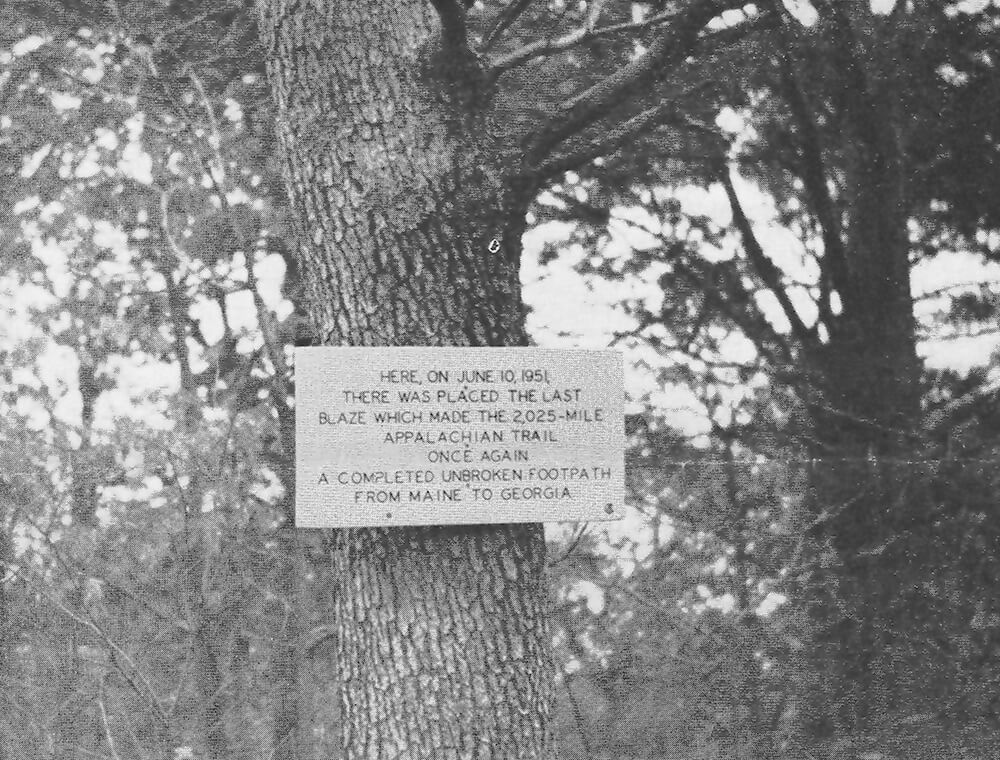 HERE, ON JUNE 10, 1951,
THERE WAS PLACED THE LAST
BLAZE WHICH MADE THE 2,025-MILE
APPALACHIAN TRAIL
ONCE AGAIN
A COMPLETED UNBROKEN FOOTPATH
FROM MAINE TO GEORGIA